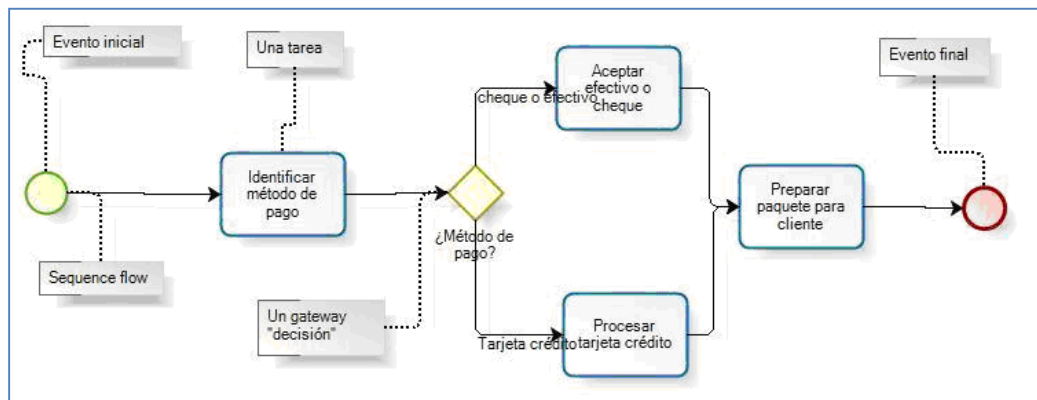 Evento inicial
Una tarea
Aceptar
efectivo o
cheque
Evento final
cheque o efectivo
Identificar
método de
pago
Preparar
paquete para
cliente
¿Método de
pago?
Sequence flow
Un gateway
"decisión"
Procesar
tarjeta crédito
Tarjeta crédito